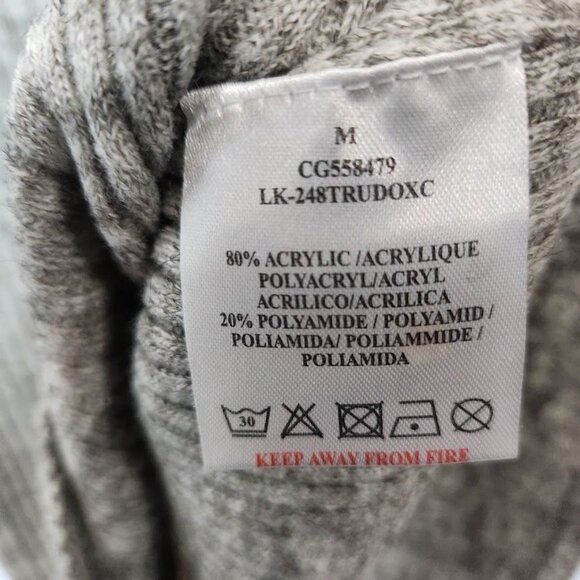 M
CG558479
LK-248TRUDOXC
80% ACRYLIC /ACRYLIQUE
POLYACRYL/ACRYL
ACRILICO/ACRILICA
20% POLYAMIDE / POLYAMID /
POLIAMIDA/ POLIAMMIDE /
POLIAMIDA
30
KEEP AWAY FROM FIRE